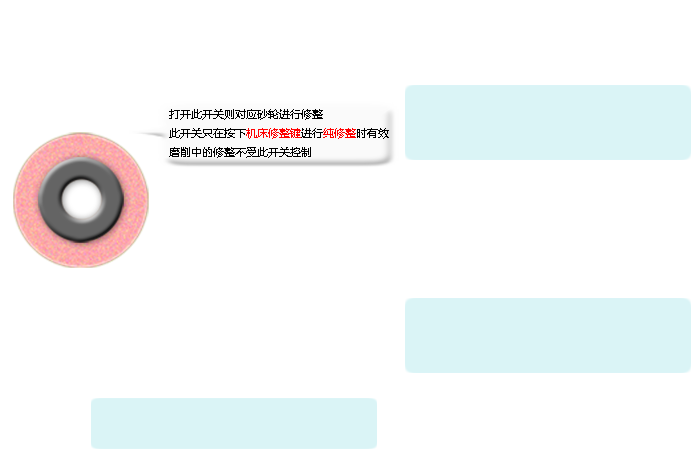 打开此开关则对应砂轮进行修整
此开关只在按下机床修整键进行纯修整时有效
磨削中的修整不受此开关控制